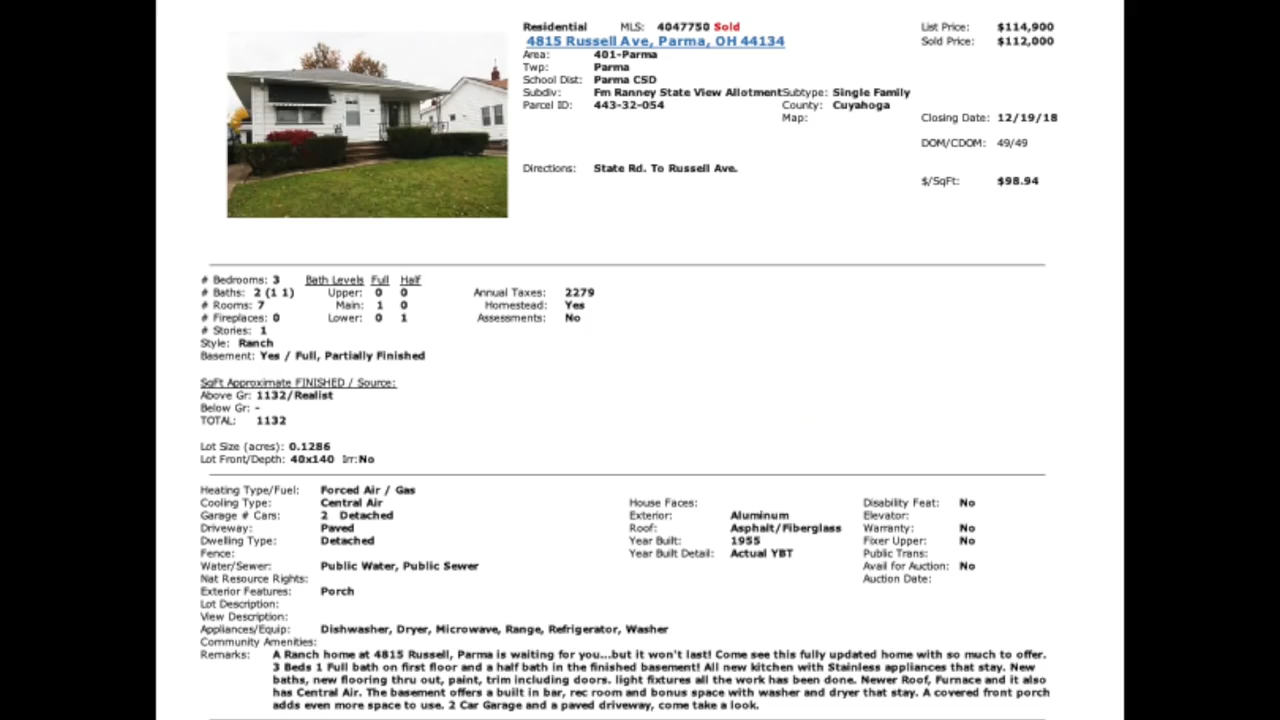 Residential MLS: 4047750 Sold List Price: $114,900
4815 Russell Ave, Parma, OH 44134 Sold Price: $112,000
Area: 401-Parma
Twp: Parma
School Dist: Parma CSD
Subdiv: Fm Ranney State View Allotment Subtype: Single Family
Parcel ID: 443-32-054 County: Cuyahoga
Map: Closing Date: 12/19/18
DOM/CDOM: 49/49
Directions: State Rd. To Russell Ave.
$/SqFt: $98.94
# Bedrooms: 3 Bath Levels Full Half
# Baths: 2 (1 1) Upper: 0 0 Annual Taxes: 2279
# Rooms: 7 Main: 1 0 Homestead: Yes
# Fireplaces: 0 Lower: 0 1 Assessments: No
# Stories: 1
Style: Ranch
Basement: Yes / Full, Partially Finished
SqFt Approximate FINISHED / Source:
Above Gr: 1132/Realist
Below Gr: -
TOTAL: 1132
Lot Size (acres): 0.1286
Lot Front/Depth: 40x140 Irr:No
Heating Type/Fuel: Forced Air / Gas
Cooling Type: Central Air House Faces: Disability Feat: No
Garage # Cars: 2 Detached Exterior: Aluminum Elevator:
Driveway: Paved Roof: Asphalt/Fiberglass Warranty: No
Dwelling Type: Detached Year Built: 1955 Fixer Upper: No
Fence: Year Built Detail: Actual YBT Public Trans:
Water/Sewer: Public Water, Public Sewer Avail for Auction: No
Nat Resource Rights: Auction Date:
Exterior Features: Porch
Lot Description:
View Description:
Appliances/Equip: Dishwasher, Dryer, Microwave, Range, Refrigerator, Washer
Community Amenities:
Remarks: A Ranch home at 4815 Russell, Parma is waiting for you...but it won't last! Come see this fully updated home with so much to offer.
3 Beds 1 Full bath on first floor and a half bath in the finished basement! All new kitchen with Stainless appliances that stay. New
baths, new flooring thru out, paint, trim including doors. light fixtures all the work has been done. Newer Roof, Furnace and it also
has Central Air. The basement offers a built in bar, rec room and bonus space with washer and dryer that stay. A covered front porch
adds even more space to use. 2 Car Garage and a paved driveway, come take a look.